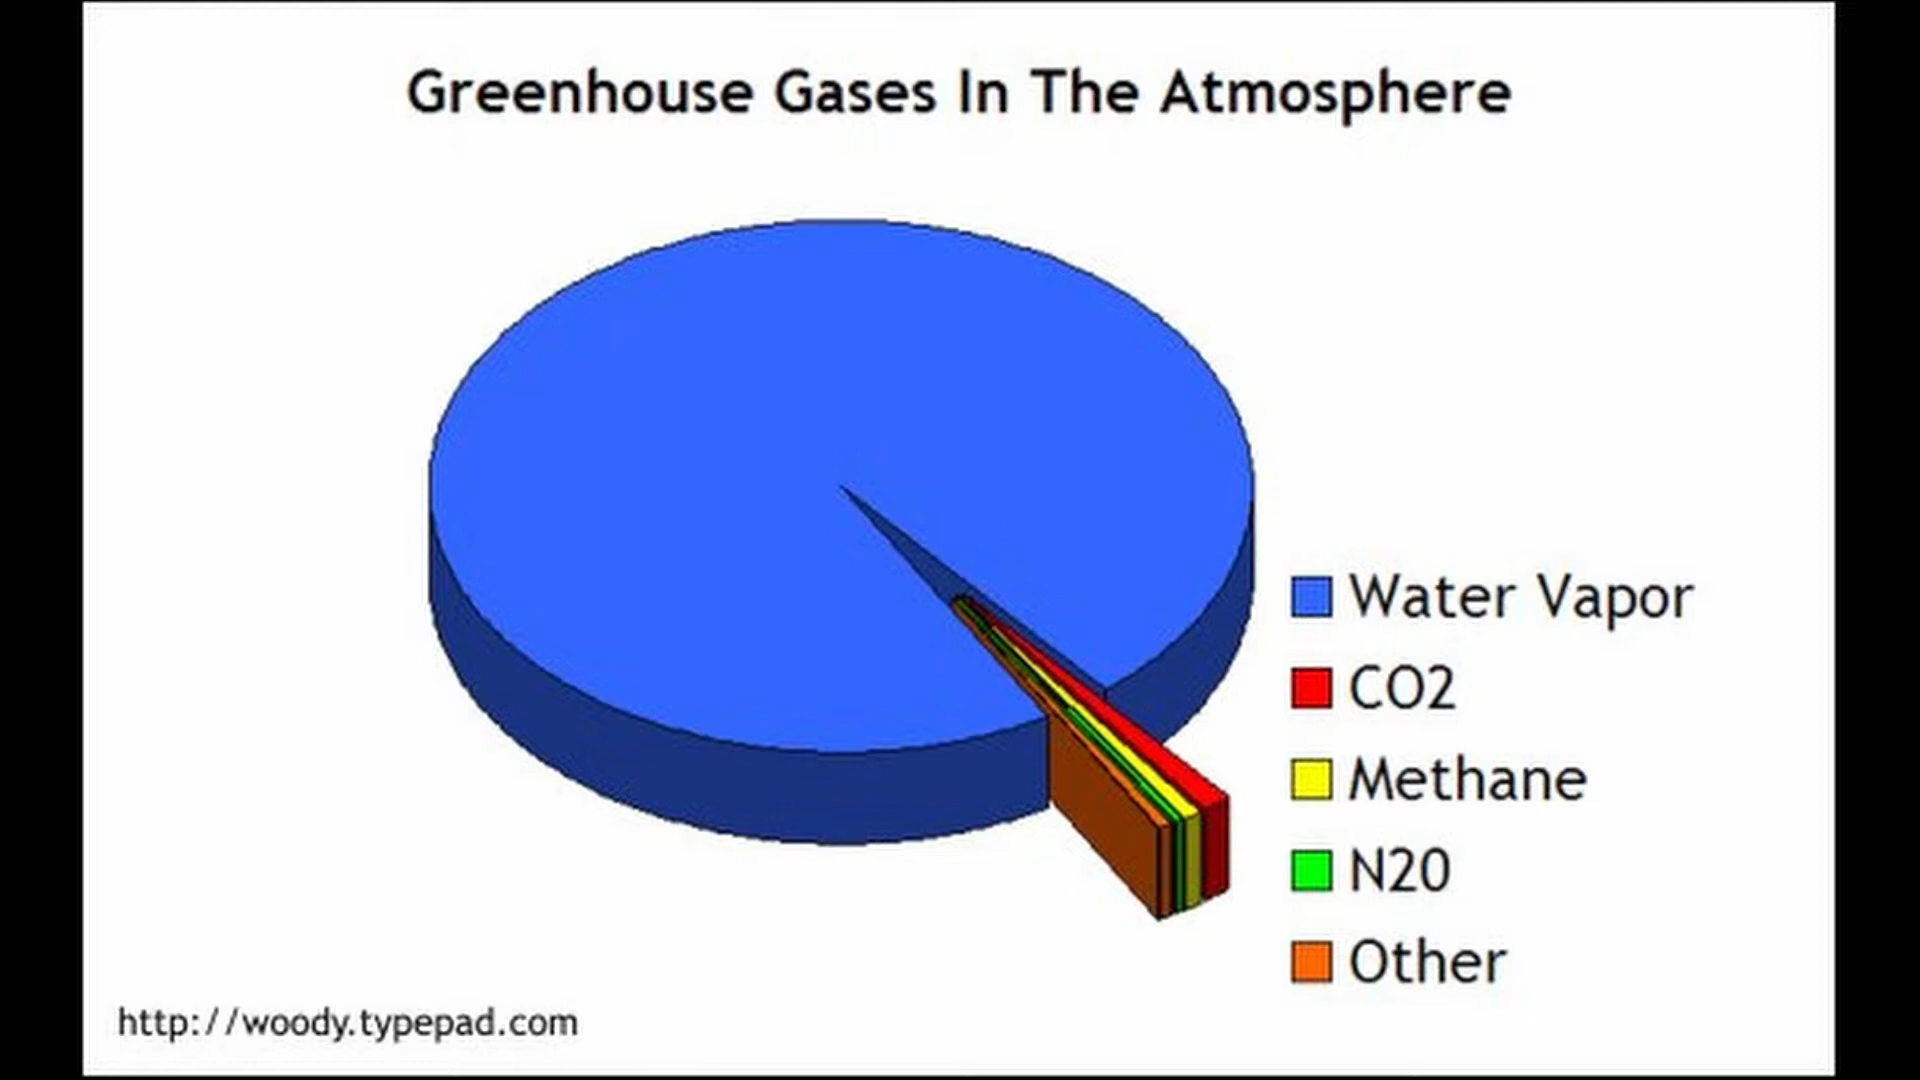 Greenhouse Gases In The Atmosphere
Water Vapor
CO2
Methane
N20
Other
http://woody.typepad.com